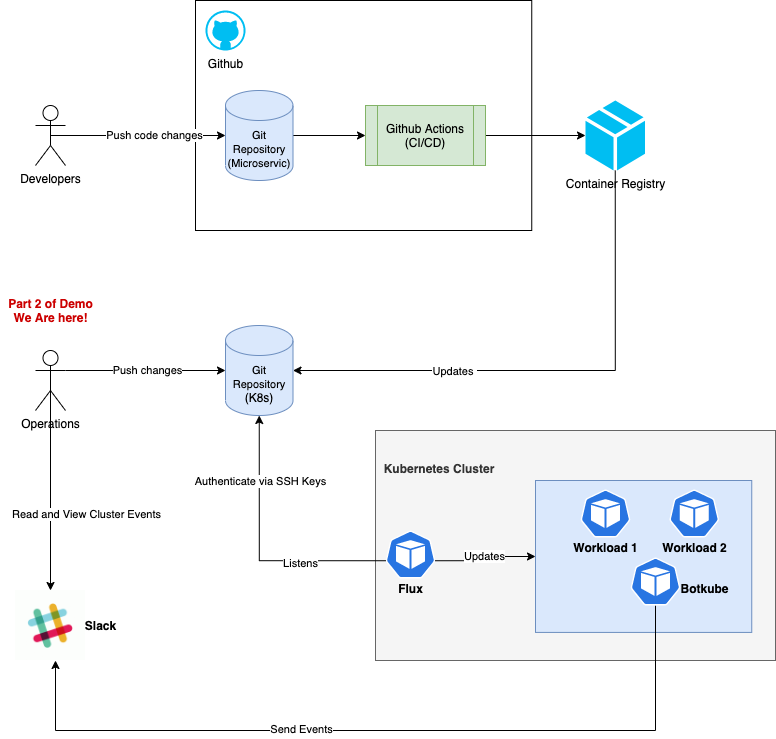 Github
Push code changes
Git
Repository
(Microservic)
Github Actions
(CI/CD)
Developers
Container Registry
Part 2 of Demo
We Are here!
Push changes
Git
Repository
(K8s)
Updates
Operations
Authenticate via SSH Keys
Kubernetes Cluster
Read and View Cluster Events
Workload 1
Workload 2
Listens
Updates
Flux
Botkube
Slack
Send Events